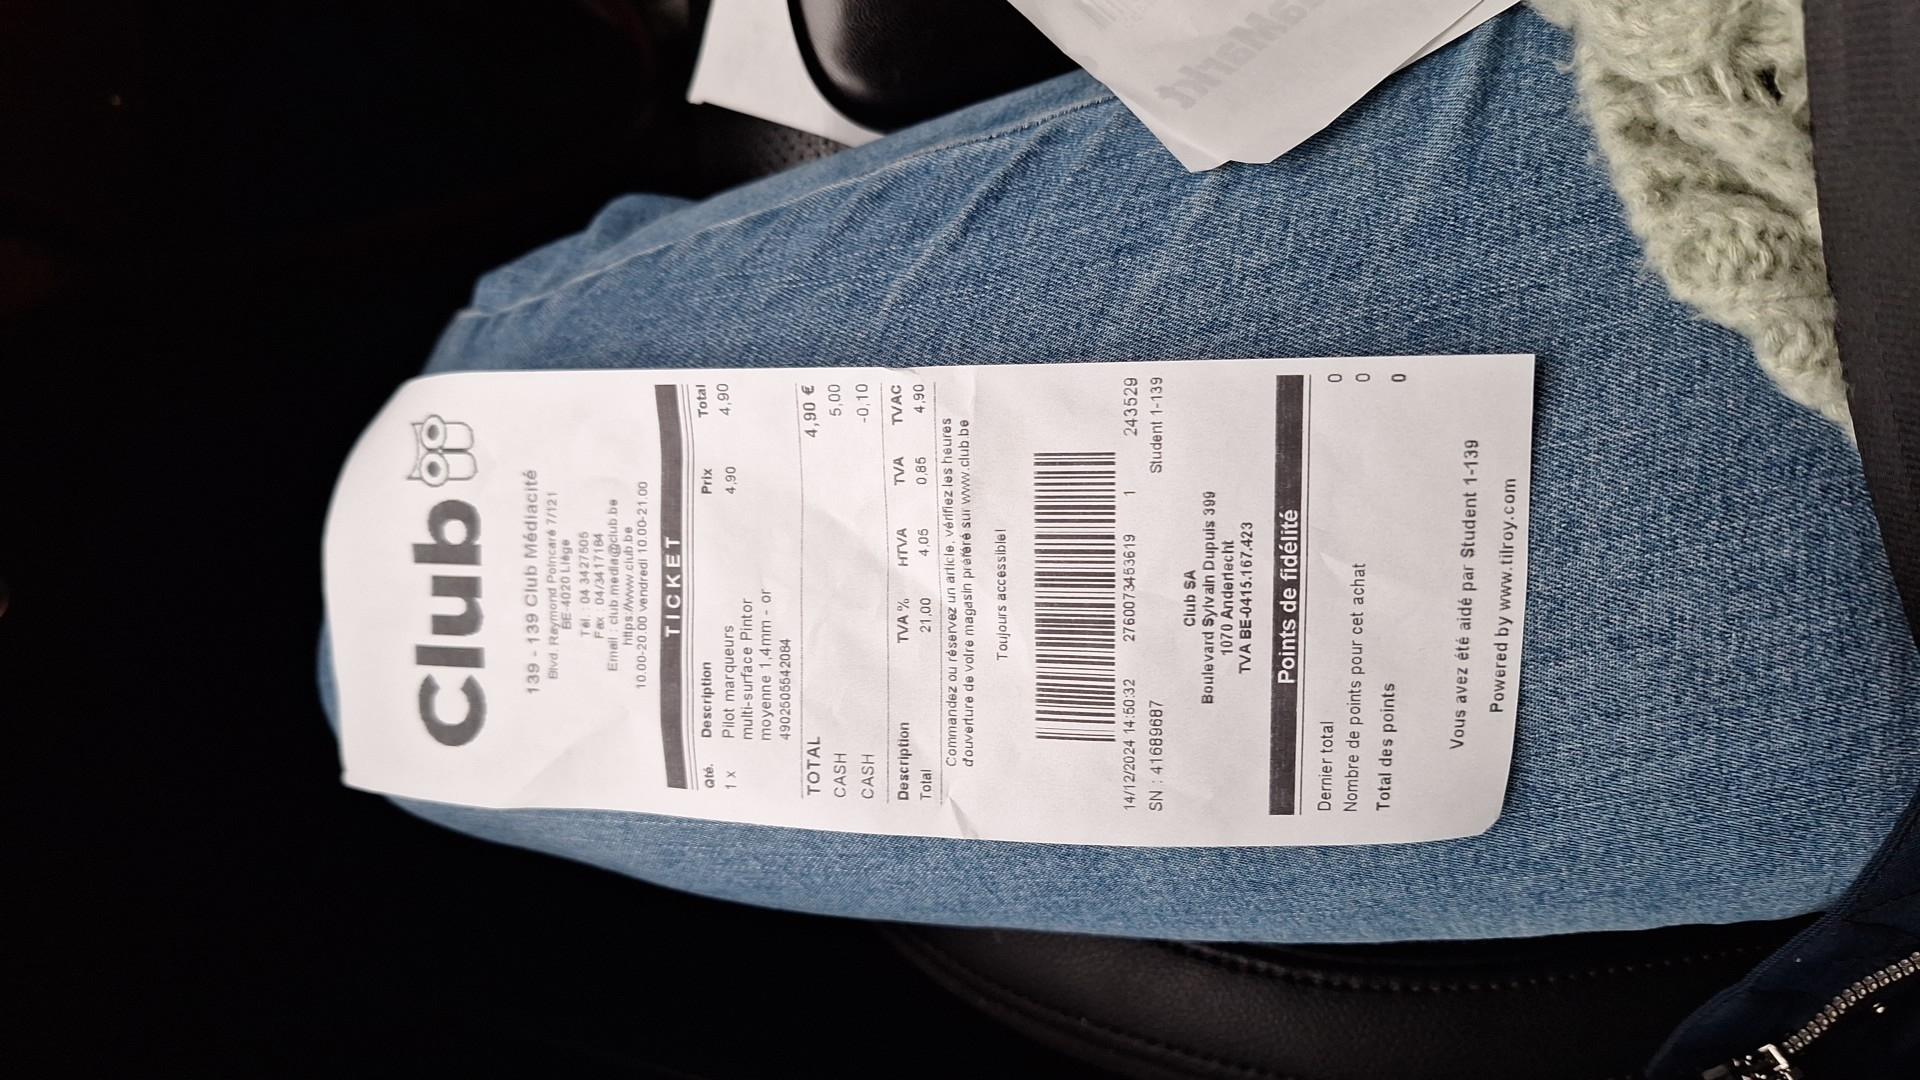 Club
139 - 139 Club Médiacité
Blvd. Raymond Poincaré 7/121
BE-4020 Liège
Tél. : 04 3427505
Fax : 04/3417184
Email : club.media@club.be
https://www.club.be
10.00-20.00 vendredi 10.00-21.00
TICKET
Qté. Description Prix Total
1 x Pilot marqueurs 4,90 4,90
multi-surface Pintor
moyenne 1,4mm - or
4902505542084
TOTAL 4,90 €
CASH 5,00
CASH -0,10
Description TVA % HTVA TVA TVAC
Total 21,00 4,05 0,85 4,90
Commandez ou réservez un article, vérifiez les heures
d'ouverture de votre magasin préféré sur www.club.be
Toujours accessible!
14/12/2024 14:50:32 2760073453619 1 243529
SN : 41689687 Student 1-139
Club SA
Boulevard Sylvain Dupuis 399
1070 Anderlecht
TVA BE-0415.167.423
Points de fidélité
Dernier total 0
Nombre de points pour cet achat 0
Total des points 0
Vous avez été aidé par Student 1-139
Powered by www.tilroy.com